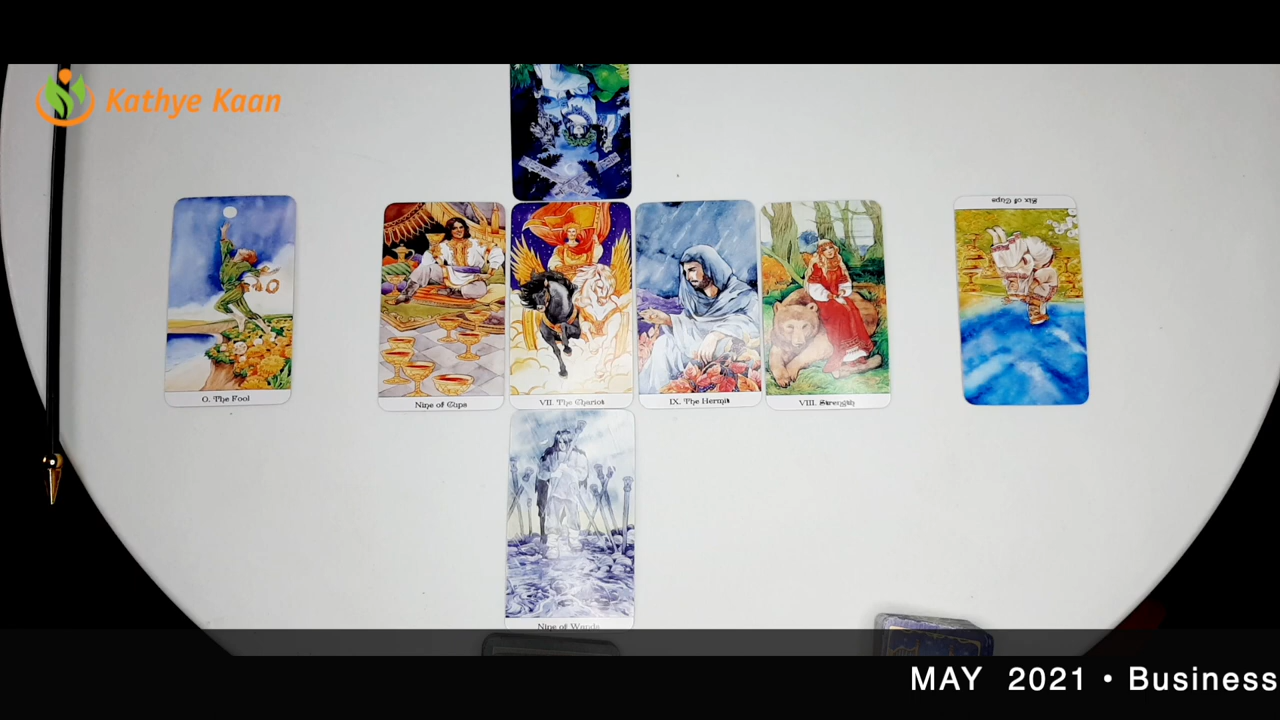 Kathye Kaan
Six of Cups
O. The Fool
Nine of Cups
VII. The Chariot
IX. The Hermit
VIII. Strength
Nine of Wands
MAY 2021 • Business